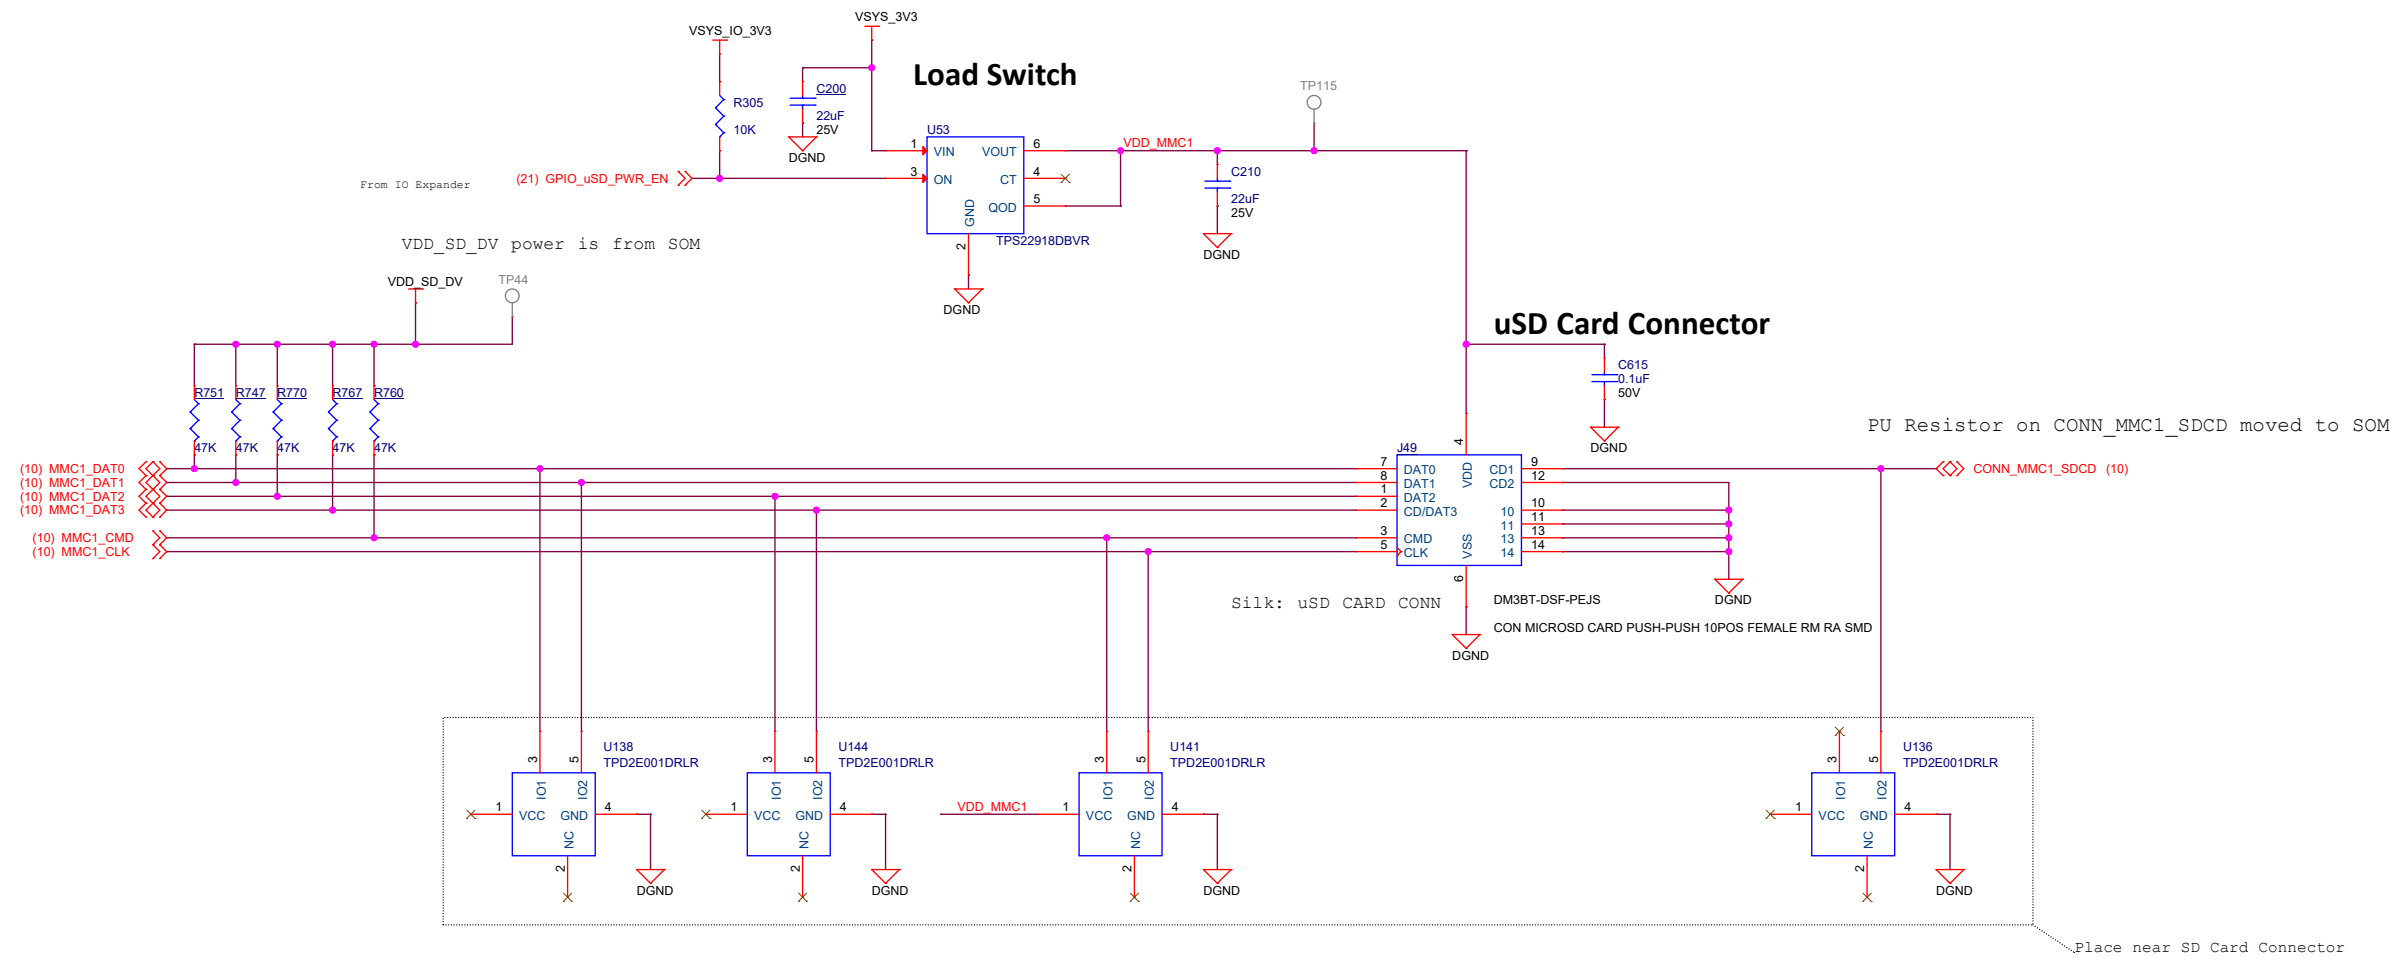 VSYS_3V3
VSYS_IO_3V3
Load Switch
C200
22uF
25V
DGND
R305
10K
TP115
U53
1
VIN
VOUT
6
VDD_MMC1
3
ON
CT
4
QOD
5
GND
2
TPS22918DBVR
DGND
C210
22uF
25V
DGND
From IO Expander
(21) GPIO_uSD_PWR_EN
VDD_SD_DV power is from SOM
VDD_SD_DV
TP44
uSD Card Connector
C615
0.1uF
50V
DGND
R751
R747
R770
R767
R760
47K
47K
47K
47K
47K
PU Resistor on CONN_MMC1_SDCD moved to SOM
(10) MMC1_DAT0
(10) MMC1_DAT1
(10) MMC1_DAT2
(10) MMC1_DAT3
(10) MMC1_CMD
(10) MMC1_CLK
J49
4
VDD
7
DAT0
8
DAT1
1
DAT2
2
CD/DAT3
3
CMD
5
CLK
VSS
6
CD1
9
CD2
12
10
10
11
11
13
13
14
14
CONN_MMC1_SDCD (10)
DGND
Silk: uSD CARD CONN
DM3BT-DSF-PEJS
DGND
CON MICROSD CARD PUSH-PUSH 10POS FEMALE RM RA SMD
U138
TPD2E001DRLR
3
5
IO1
IO2
1
VCC
GND
4
NC
2
DGND
U144
TPD2E001DRLR
3
5
IO1
IO2
1
VCC
GND
4
NC
2
DGND
U141
TPD2E001DRLR
3
5
IO1
IO2
VDD_MMC1
1
VCC
GND
4
NC
2
DGND
U136
TPD2E001DRLR
3
5
IO1
IO2
1
VCC
GND
4
NC
2
DGND
Place near SD Card Connector